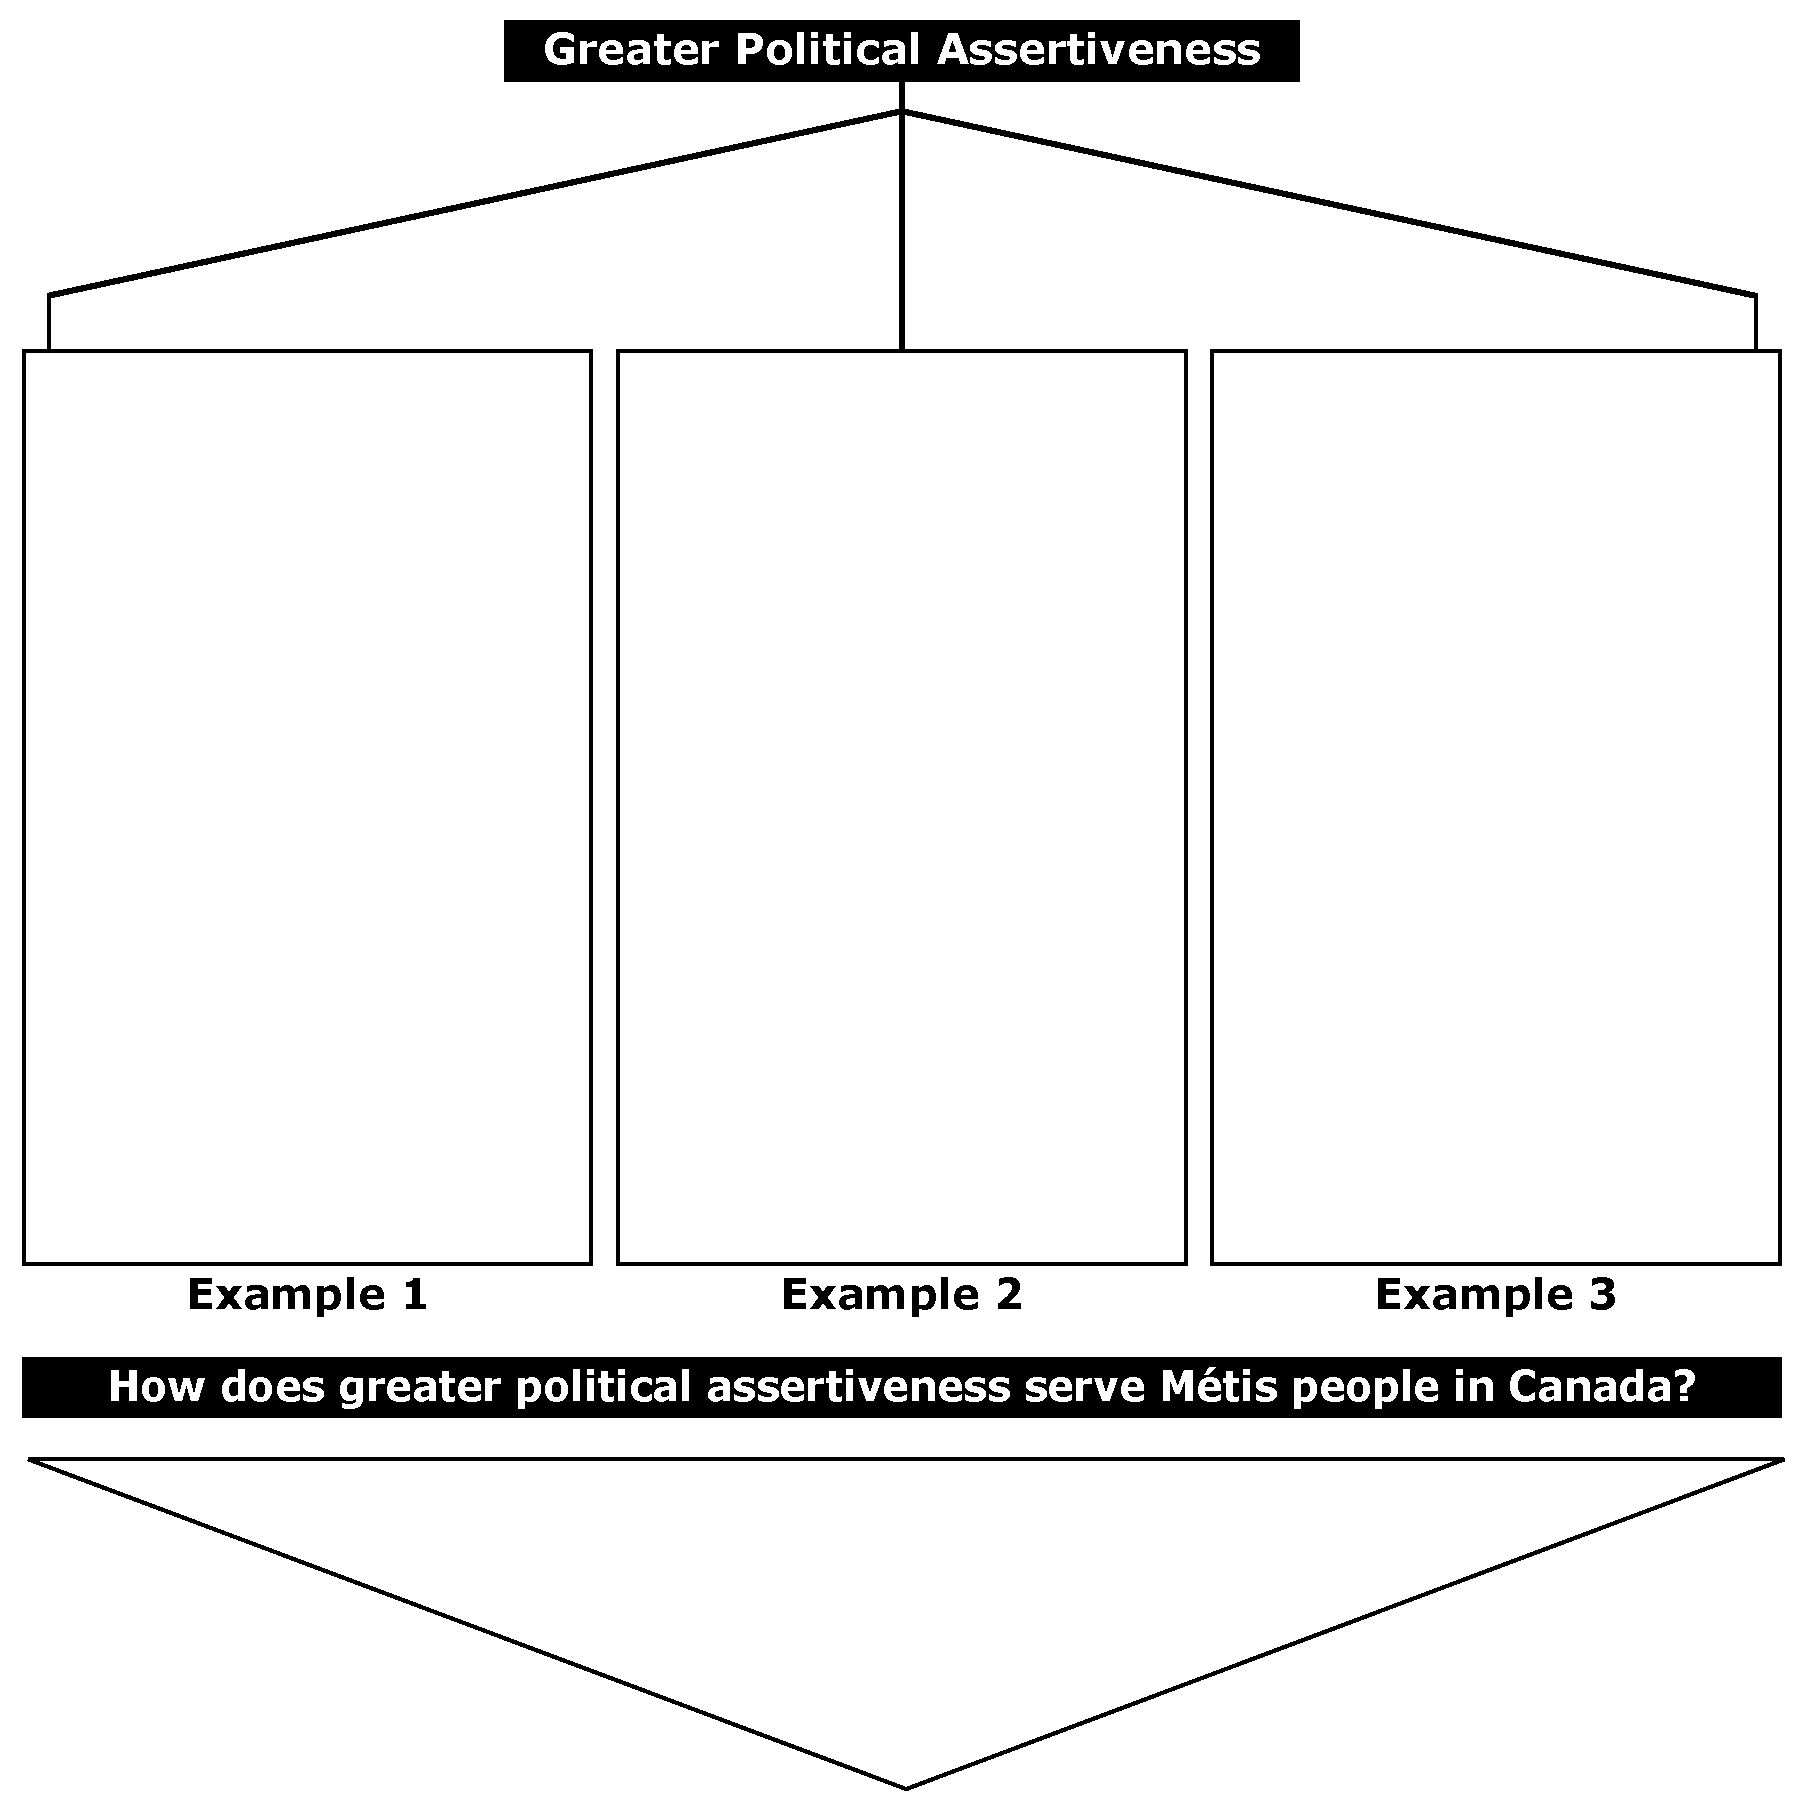 Greater Political Assertiveness
Example 1
Example 2
Example 3
How does greater political assertiveness serve Métis people in Canada?